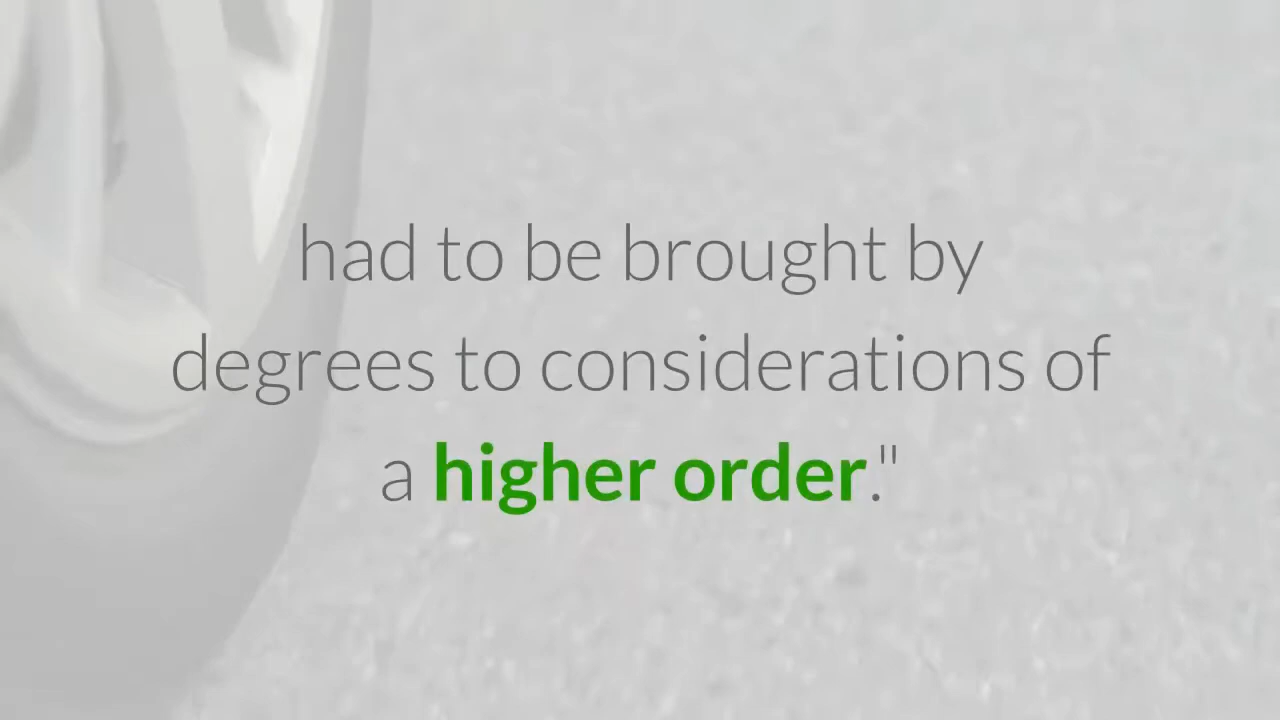 had to be brought by
degrees to considerations of
a higher order."